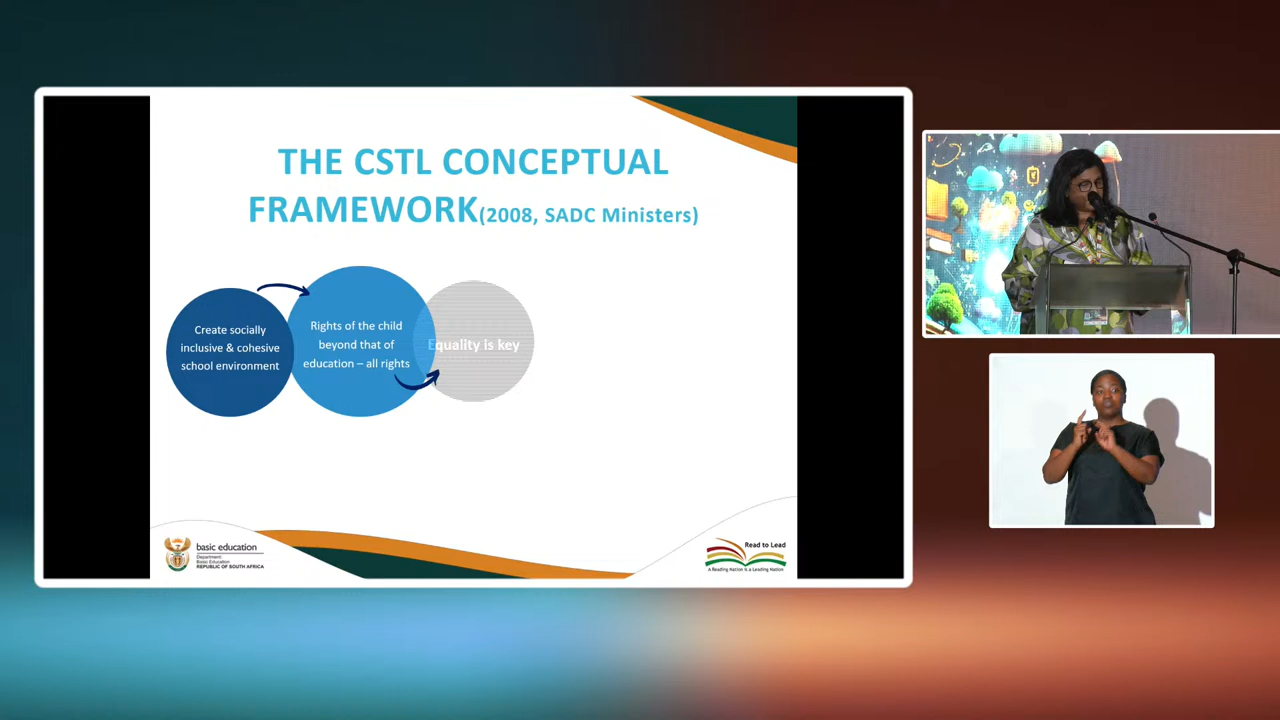 THE CSTL CONCEPTUAL
FRAMEWORK(2008, SADC Ministers)
Create socially
inclusive & cohesive
school environment
Rights of the child
beyond that of
education – all rights
Equality is key
basic education
Department:
Basic Education
REPUBLIC OF SOUTH AFRICA
Read to Lead
A Reading Nation is a Leading Nation